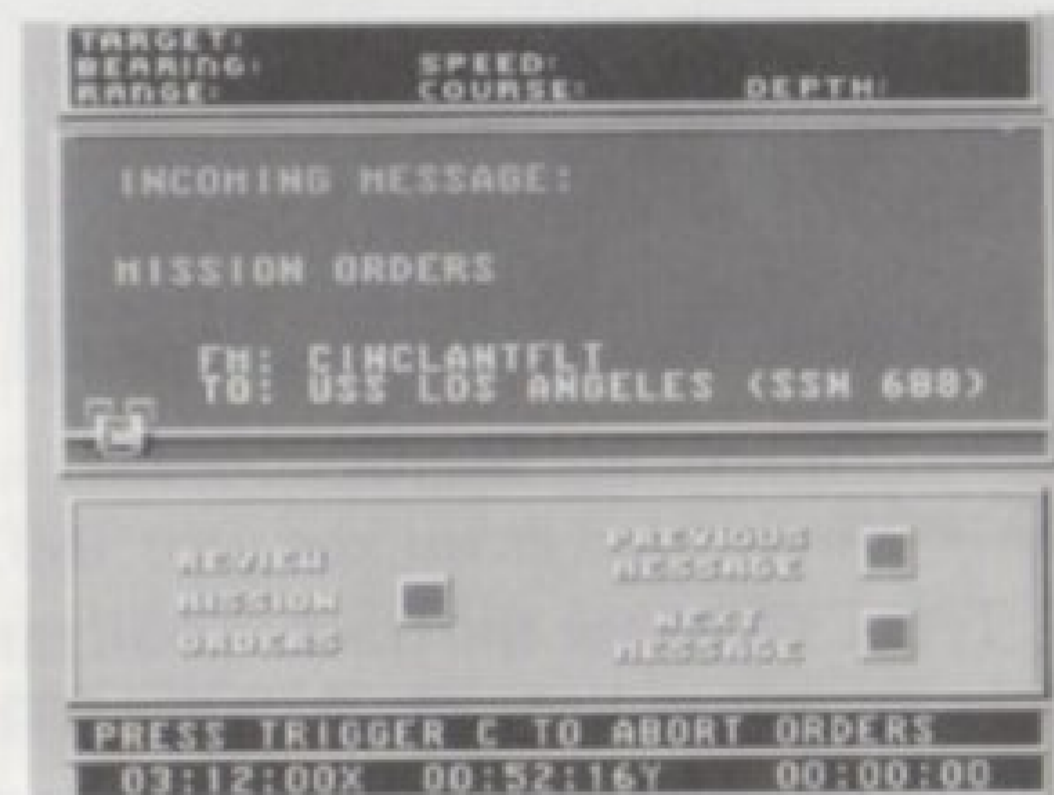 TARGET:
BEARING: SPEED:
RANGE: COURSE: DEPTH:
INCOMING MESSAGE:
MISSION ORDERS
FM: CINCLANTFLT
TO: USS LOS ANGELES (SSN 688)
REVIEW
MISSION
ORDERS
PREVIOUS
MESSAGE
NEXT
MESSAGE
PRESS TRIGGER C TO ABORT ORDERS
03:12:00X 00:52:16Y 00:00:00